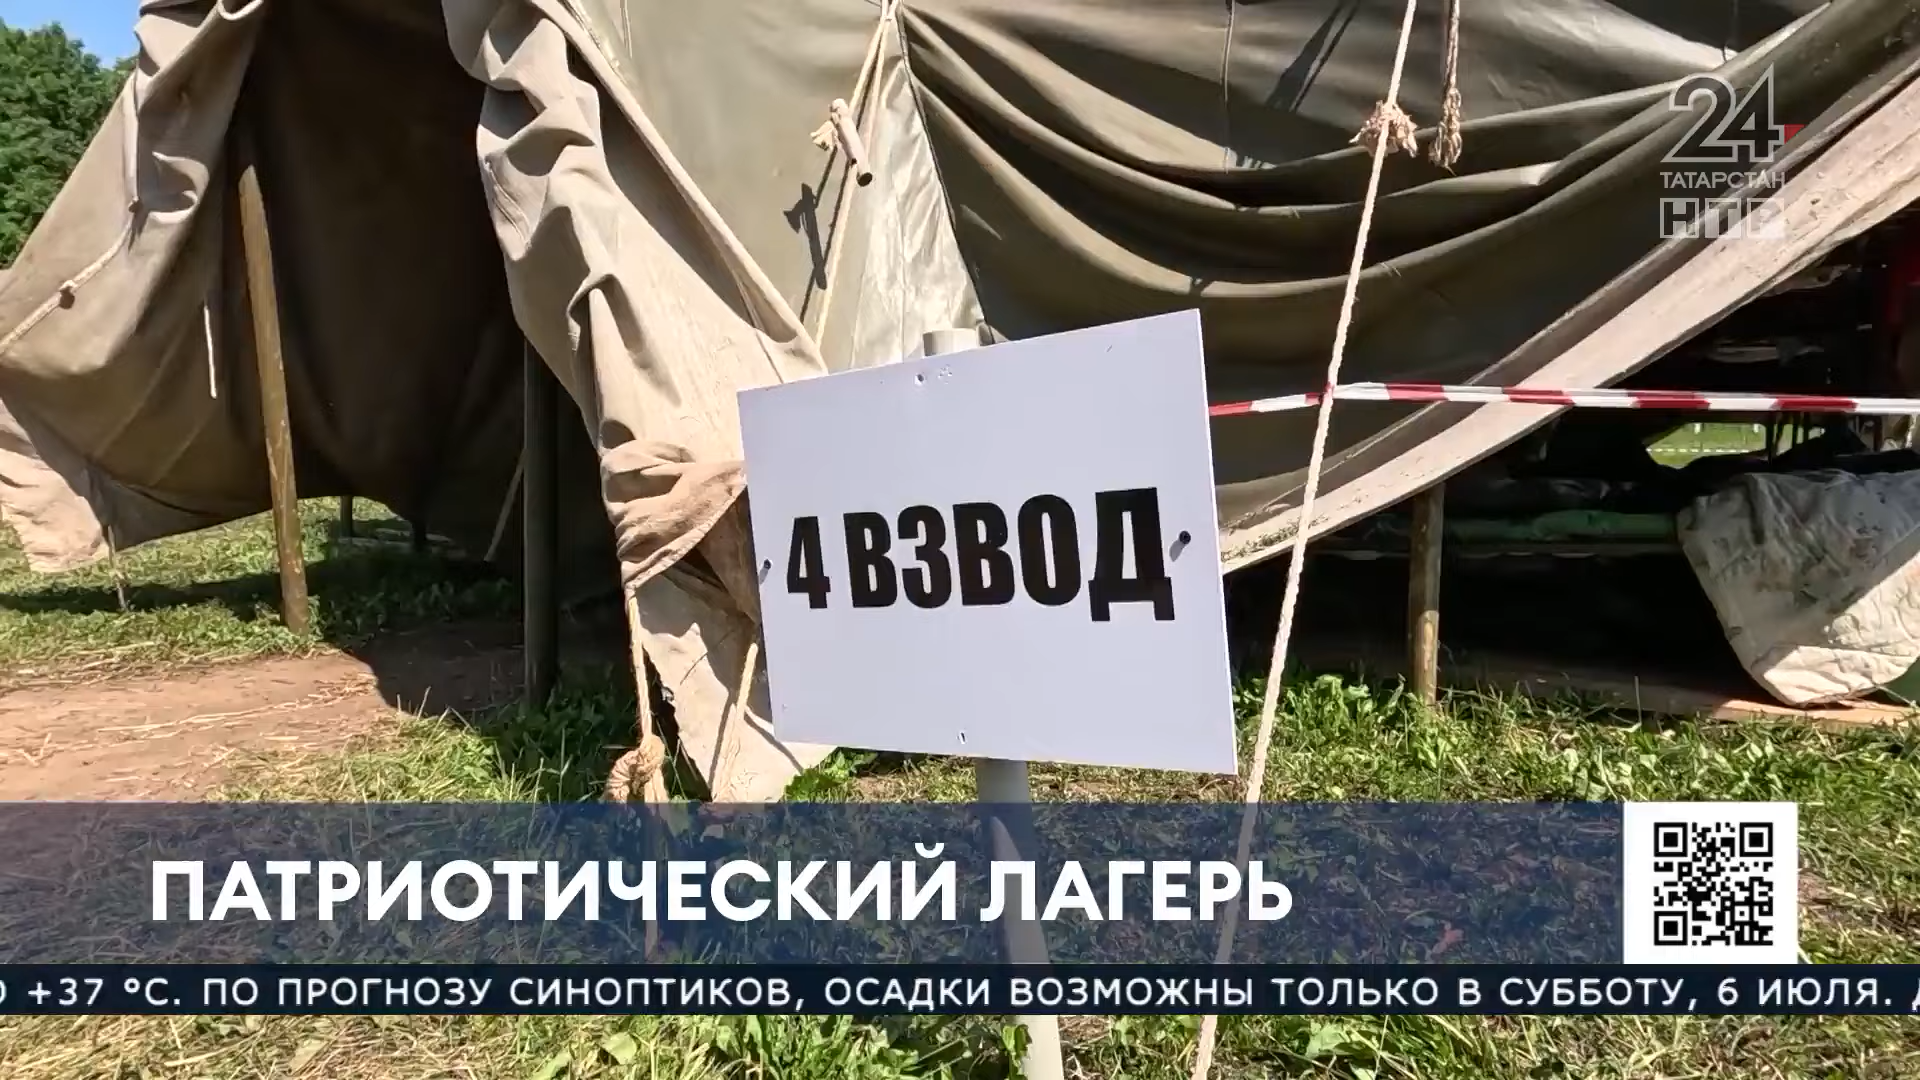 24
ТАТАРСТАН
НТР
4 ВЗВОД
ПАТРИОТИЧЕСКИЙ ЛАГЕРЬ
+37 °C. ПО ПРОГНОЗУ СИНОПТИКОВ, ОСАДКИ ВОЗМОЖНЫ ТОЛЬКО В СУББОТУ, 6 ИЮЛЯ.